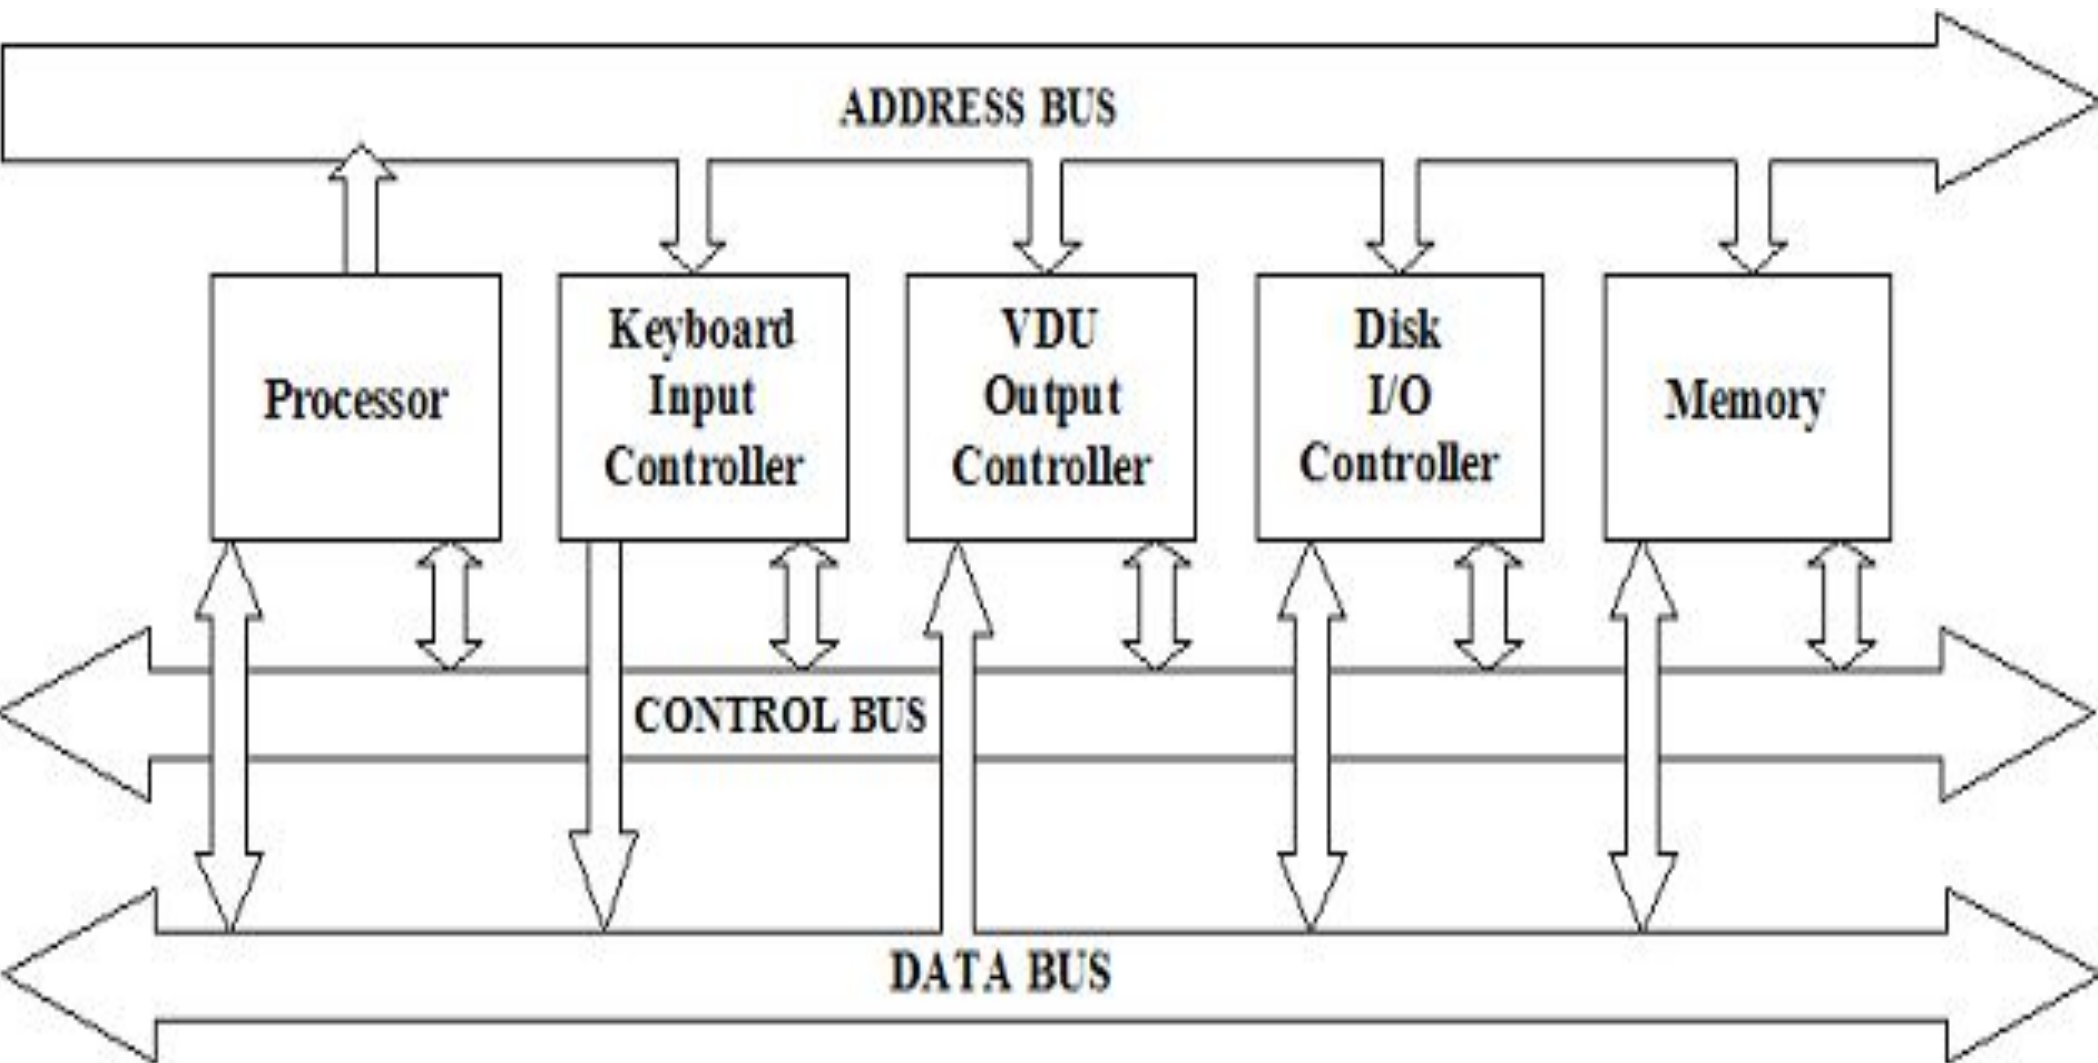 ADDRESS BUS
Processor
Keyboard
Input
Controller
VDU
Output
Controller
Disk
I/O
Controller
Memory
CONTROL BUS
DATA BUS